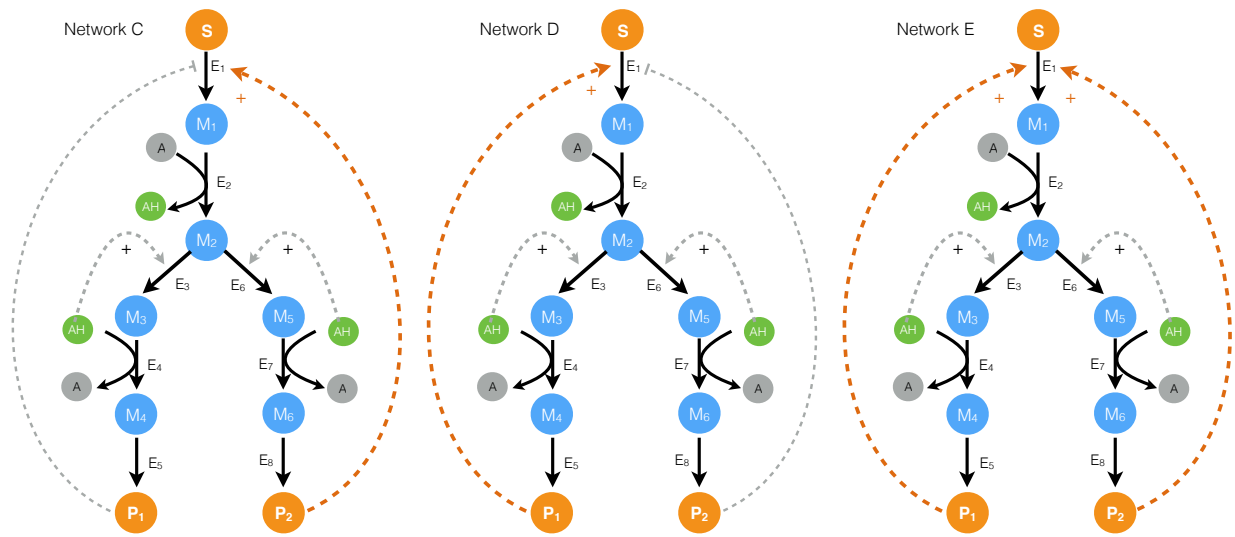 Network C
S
E₁
+
M₁
A
E₂
AH
M₂
+
+
E₃
E₆
AH
M₃
M₅
AH
E₄
E₇
A
A
M₄
M₆
E₅
E₈
P₁
P₂
Network D
S
E₁
+
M₁
A
E₂
AH
M₂
+
+
E₃
E₆
AH
M₃
M₅
AH
E₄
E₇
A
A
M₄
M₆
E₅
E₈
P₁
P₂
Network E
S
E₁
+
+
M₁
A
E₂
AH
M₂
+
+
E₃
E₆
AH
M₃
M₅
AH
E₄
E₇
A
A
M₄
M₆
E₅
E₈
P₁
P₂